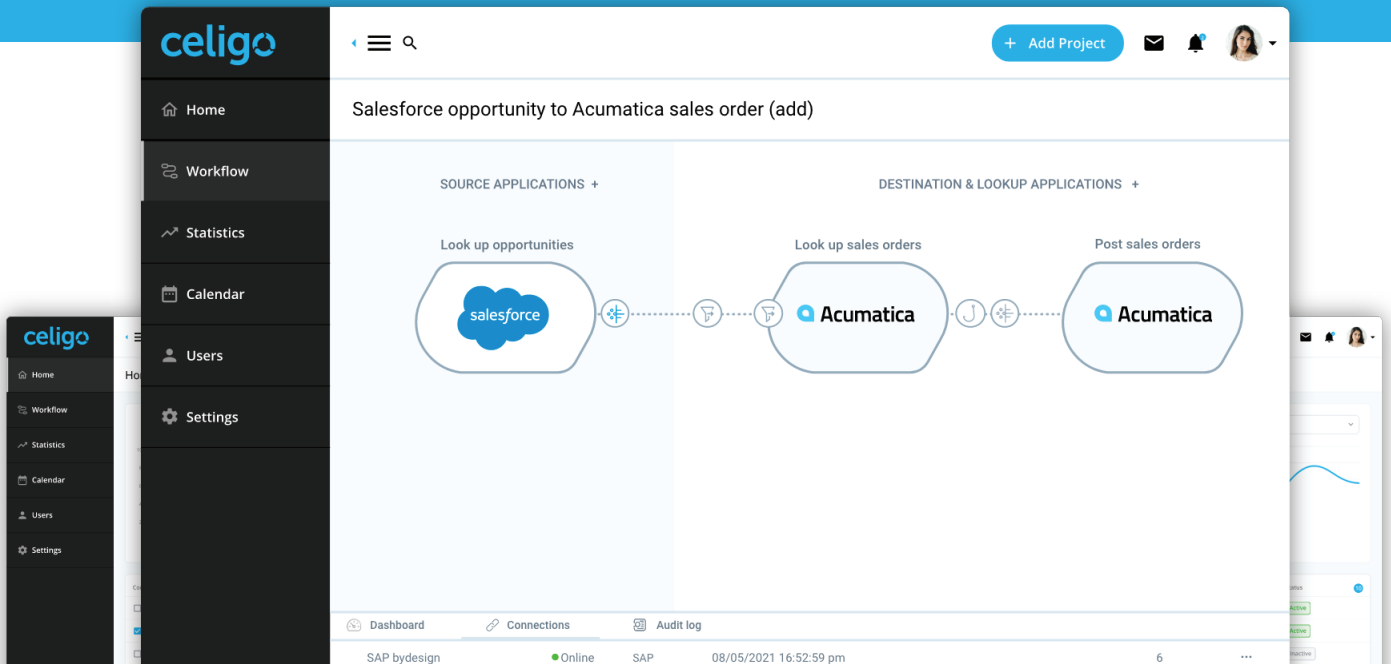 celigo
Add Project
Home
Workflow
Statistics
Calendar
Users
Settings
Salesforce opportunity to Acumatica sales order (add)
SOURCE APPLICATIONS +
DESTINATION & LOOKUP APPLICATIONS +
Look up opportunities
Look up sales orders
Post sales orders
salesforce
Acumatica
Acumatica
Dashboard
Connections
Audit log
SAP bydesign
Online
SAP
08/05/2021 16:52:59 pm
6
celigo
Home
Workflow
Statistics
Calendar
Users
Settings
Active
Active
Inactive